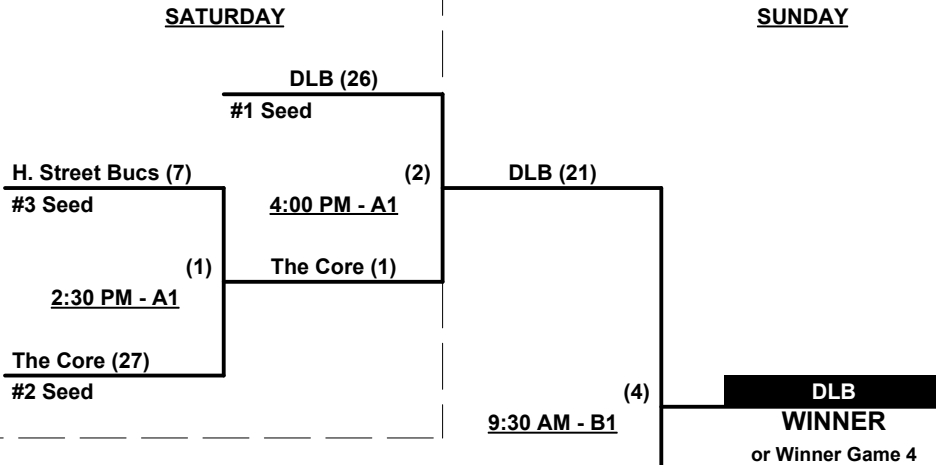 SATURDAY
SUNDAY
DLB (26)
#1 Seed
H. Street Bucs (7)
(2)
DLB (21)
#3 Seed
4:00 PM - A1
(1)
The Core (1)
2:30 PM - A1
The Core (27)
#2 Seed
(4)
DLB
9:30 AM - B1
WINNER
or Winner Game 4